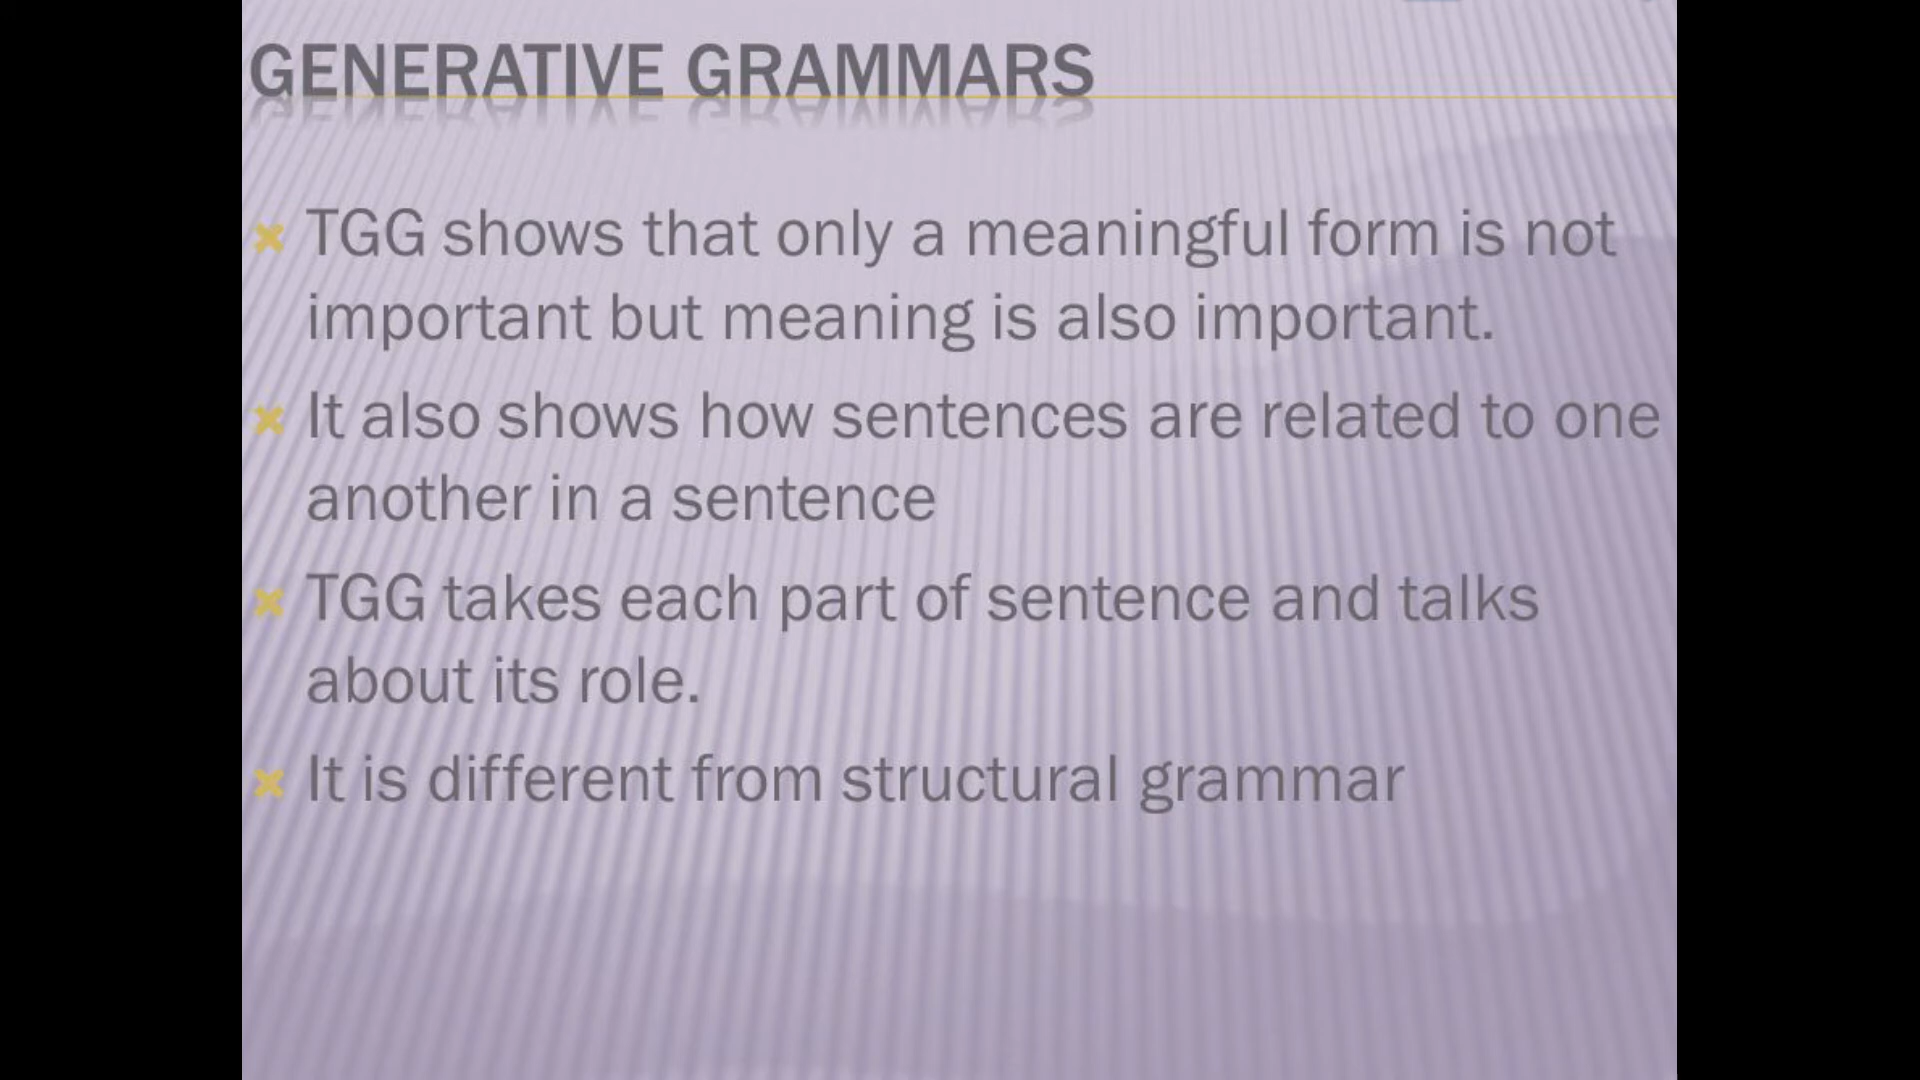 GENERATIVE GRAMMARS
TGG shows that only a meaningful form is not
important but meaning is also important.
It also shows how sentences are related to one
another in a sentence
TGG takes each part of sentence and talks
about its role.
It is different from structural grammar